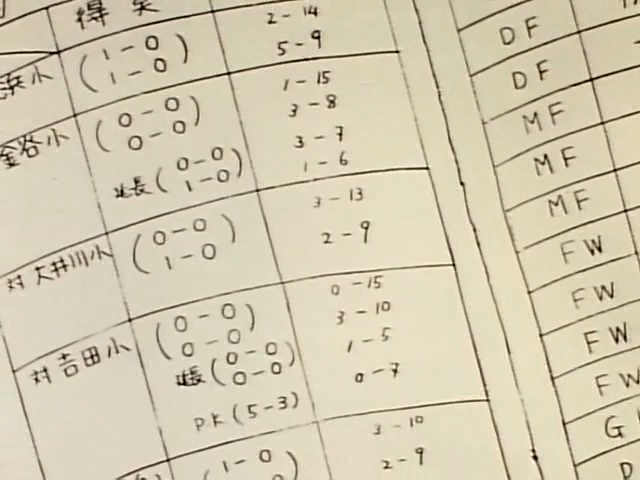 得失
2-14
5-9
浜小
(1-0
1-0)
1-15
3-8
金谷小
(0-0
0-0)
3-7
延長(0-0
1-0)
1-6
3-13
対大井川小
(0-0
1-0)
2-9
0-15
対吉田小
(0-0
0-0)
3-10
延長(0-0
0-0)
1-5
0-7
PK(5-3)
3-10
(1-0
2-9
DF
DF
MF
MF
MF
FW
FW
FW
FW
G
D